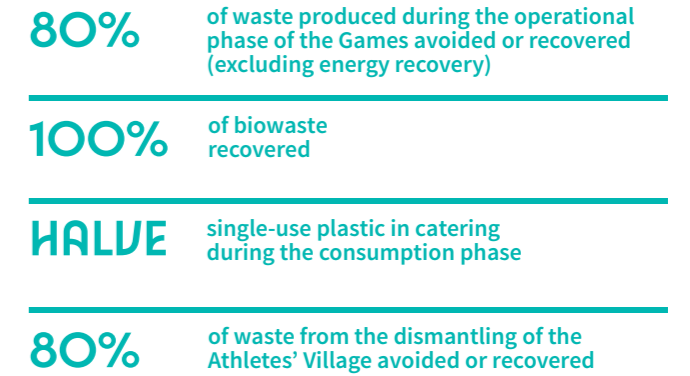 80%
of waste produced during the operational
phase of the Games avoided or recovered
(excluding energy recovery)
100%
of biowaste
recovered
HALVE
single-use plastic in catering
during the consumption phase
80%
of waste from the dismantling of the
Athletes’ Village avoided or recovered